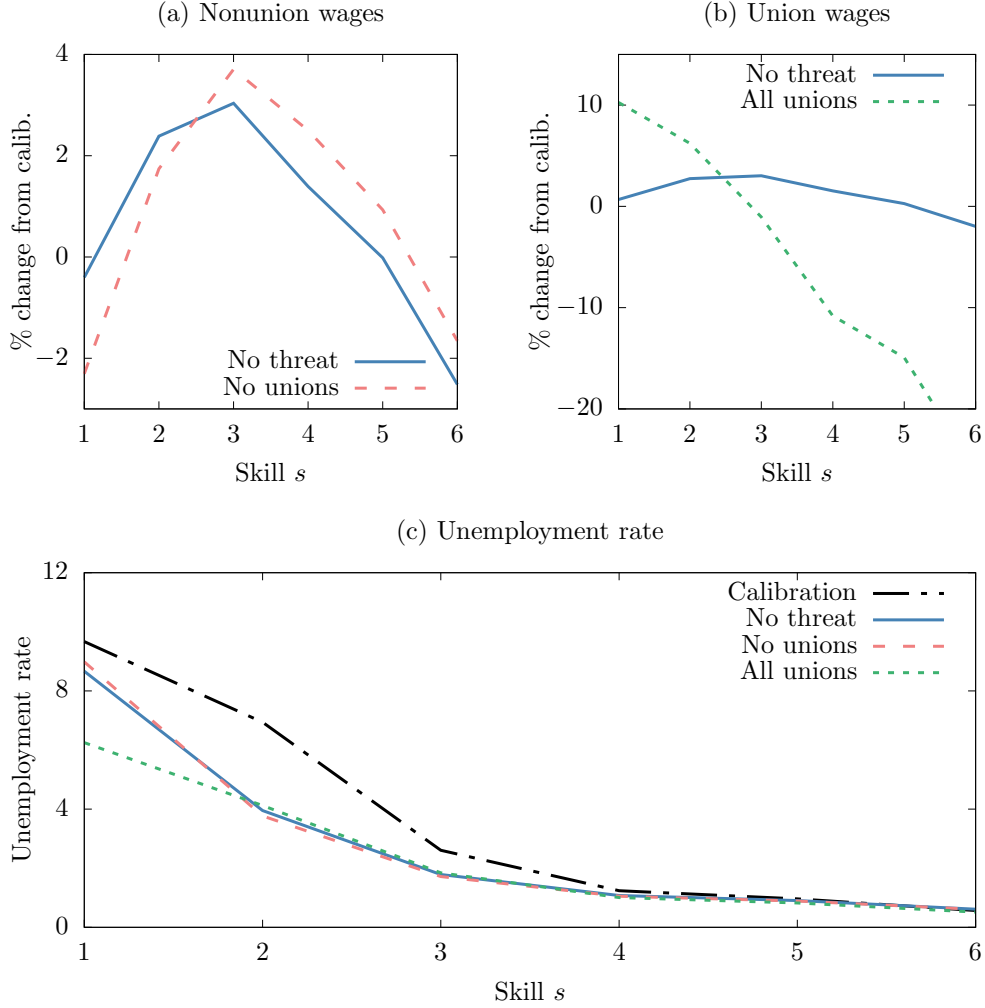 (a) Nonunion wages
% change from calib.
4
2
0
−2
No threat
No unions
1 2 3 4 5 6
Skill s
(b) Union wages
% change from calib.
10
0
−10
−20
No threat
All unions
1 2 3 4 5 6
Skill s
(c) Unemployment rate
Unemployment rate
12
8
4
0
Calibration
No threat
No unions
All unions
1 2 3 4 5 6
Skill s